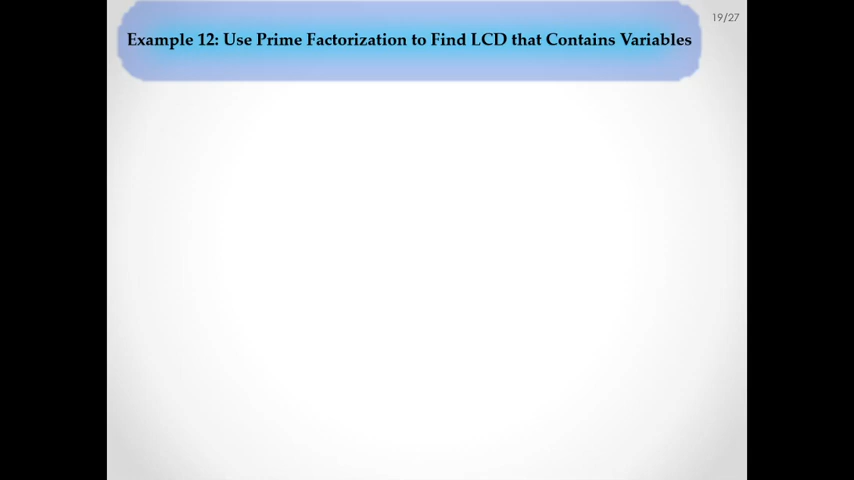 19/27
Example 12: Use Prime Factorization to Find LCD that Contains Variables